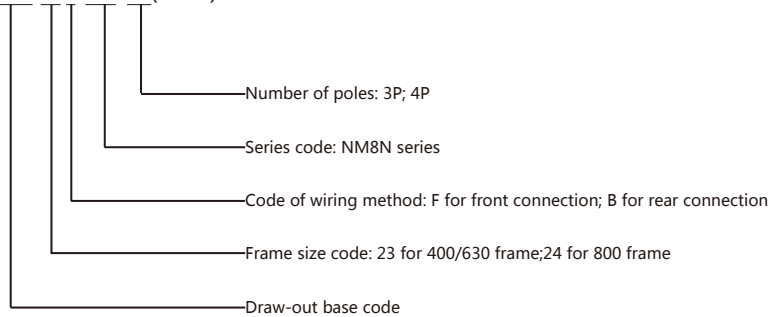 Number of poles: 3P; 4P
Series code: NM8N series
Code of wiring method: F for front connection; B for rear connection
Frame size code: 23 for 400/630 frame;24 for 800 frame
Draw-out base code